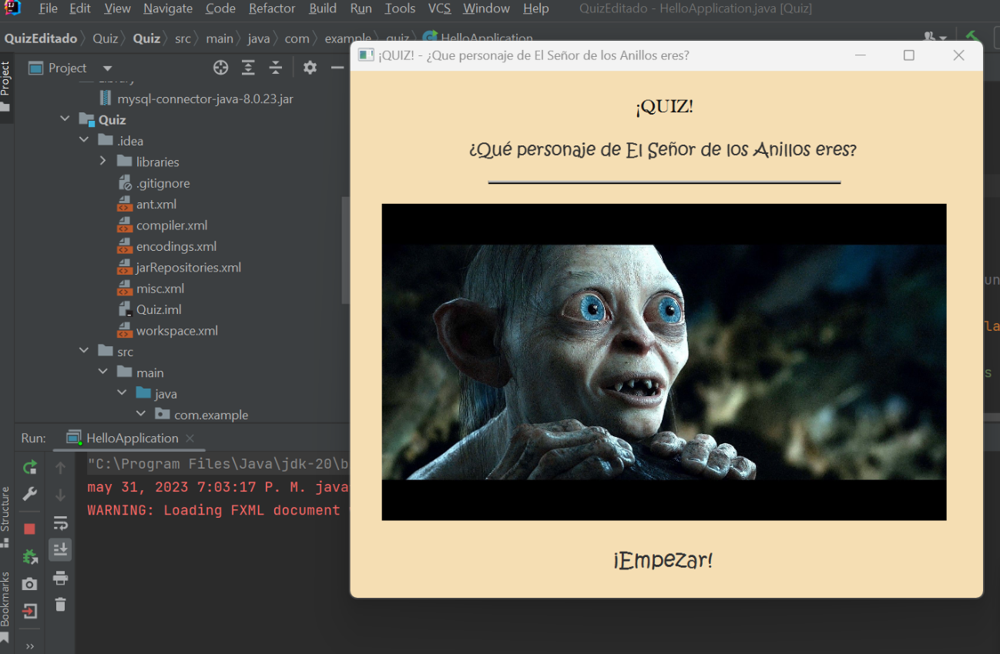 File Edit View Navigate Code Refactor Build Run Tools VCS Window Help QuizEditado - HelloApplication.java [Quiz]
QuizEditado Quiz Quiz src main java com example quiz HelloApplication
Project
Project
Library
mysql-connector-java-8.0.23.jar
Quiz
.idea
libraries
.gitignore
ant.xml
compiler.xml
encodings.xml
jarRepositories.xml
misc.xml
Quiz.iml
workspace.xml
src
main
java
com.example
¡QUIZ! - ¿Que personaje de El Señor de los Anillos eres?
¡QUIZ!
¿Qué personaje de El Señor de los Anillos eres?
¡Empezar!
un
la
s
Run: HelloApplication
"C:\Program Files\Java\jdk-20\b
may 31, 2023 7:03:17 P. M. java
WARNING: Loading FXML document
Structure
Bookmarks